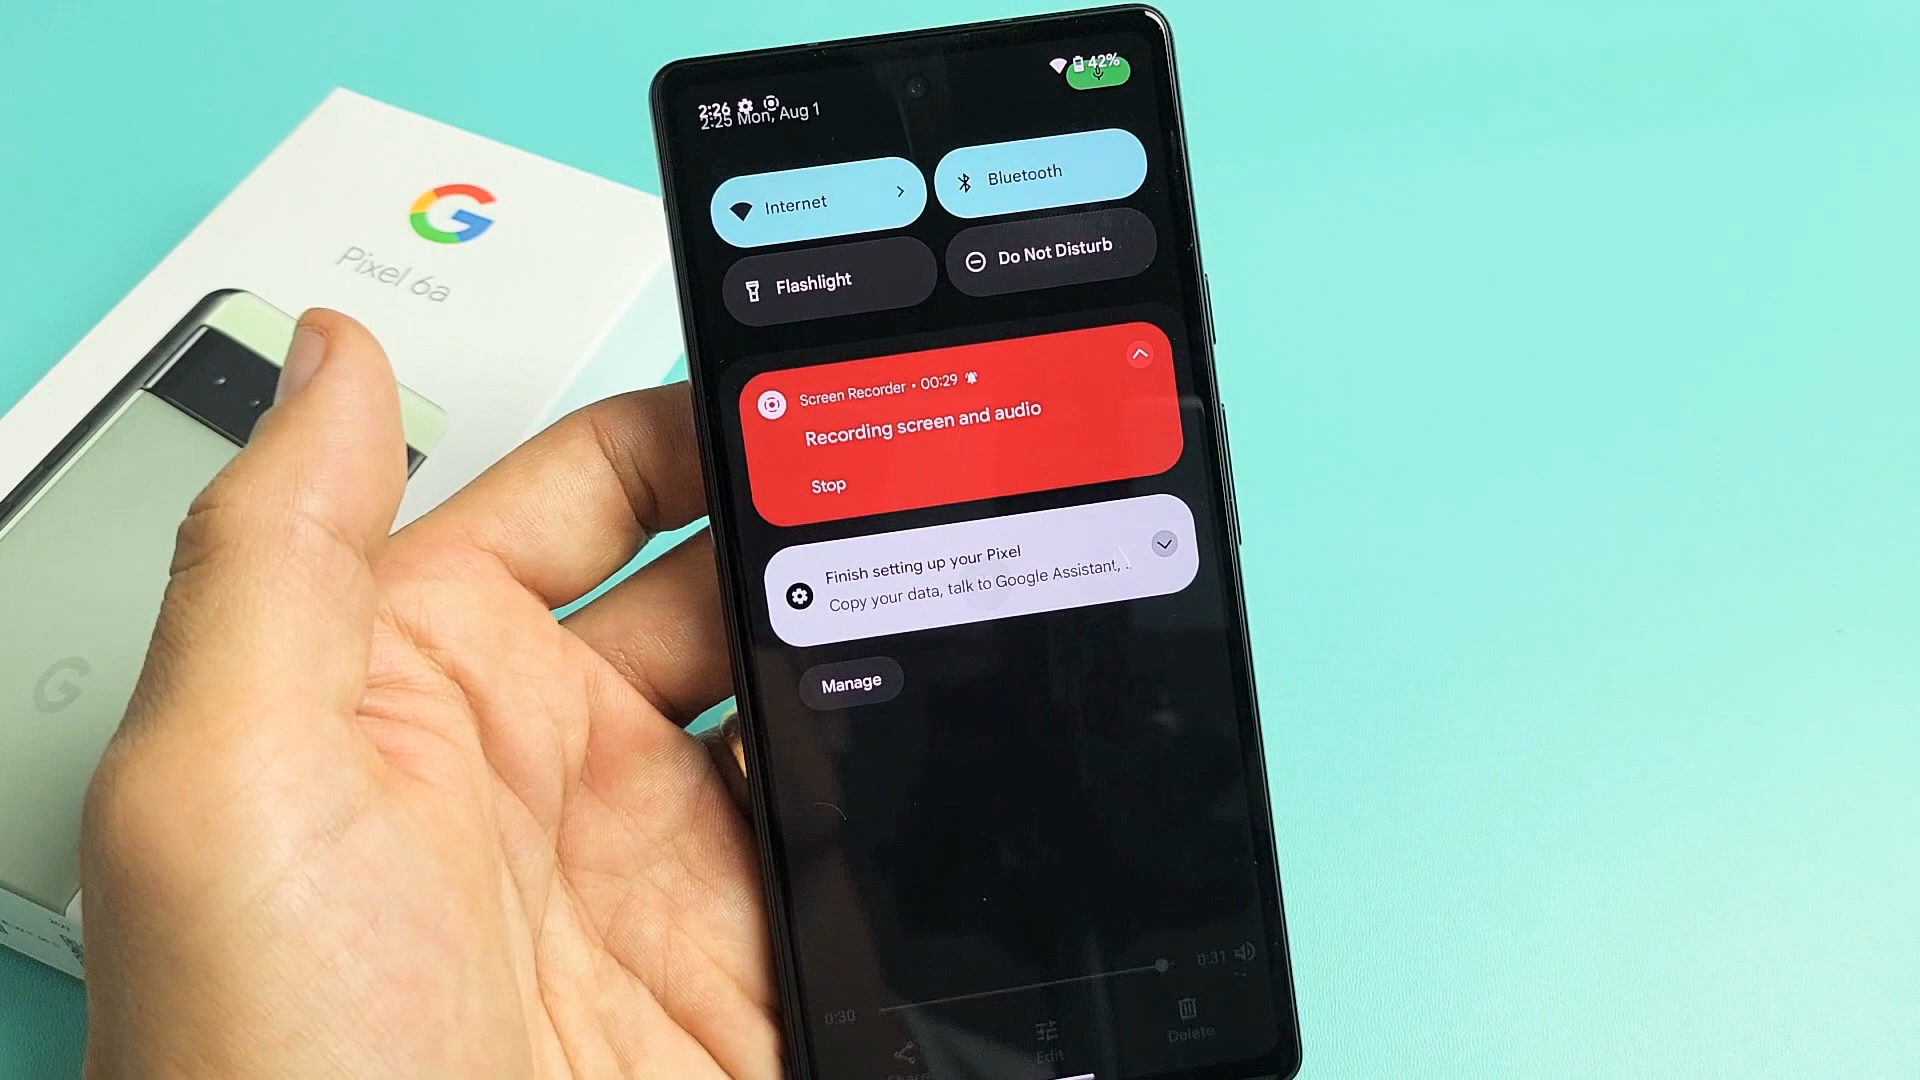 G
Pixel 6a
G
42%
2:26
2:25 Mon, Aug 1
Internet
Bluetooth
Flashlight
Do Not Disturb
Screen Recorder • 00:29
Recording screen and audio
Stop
Finish setting up your Pixel
Copy your data, talk to Google Assistant, ..
Manage
0:30
0:31
Share
Edit
Delete